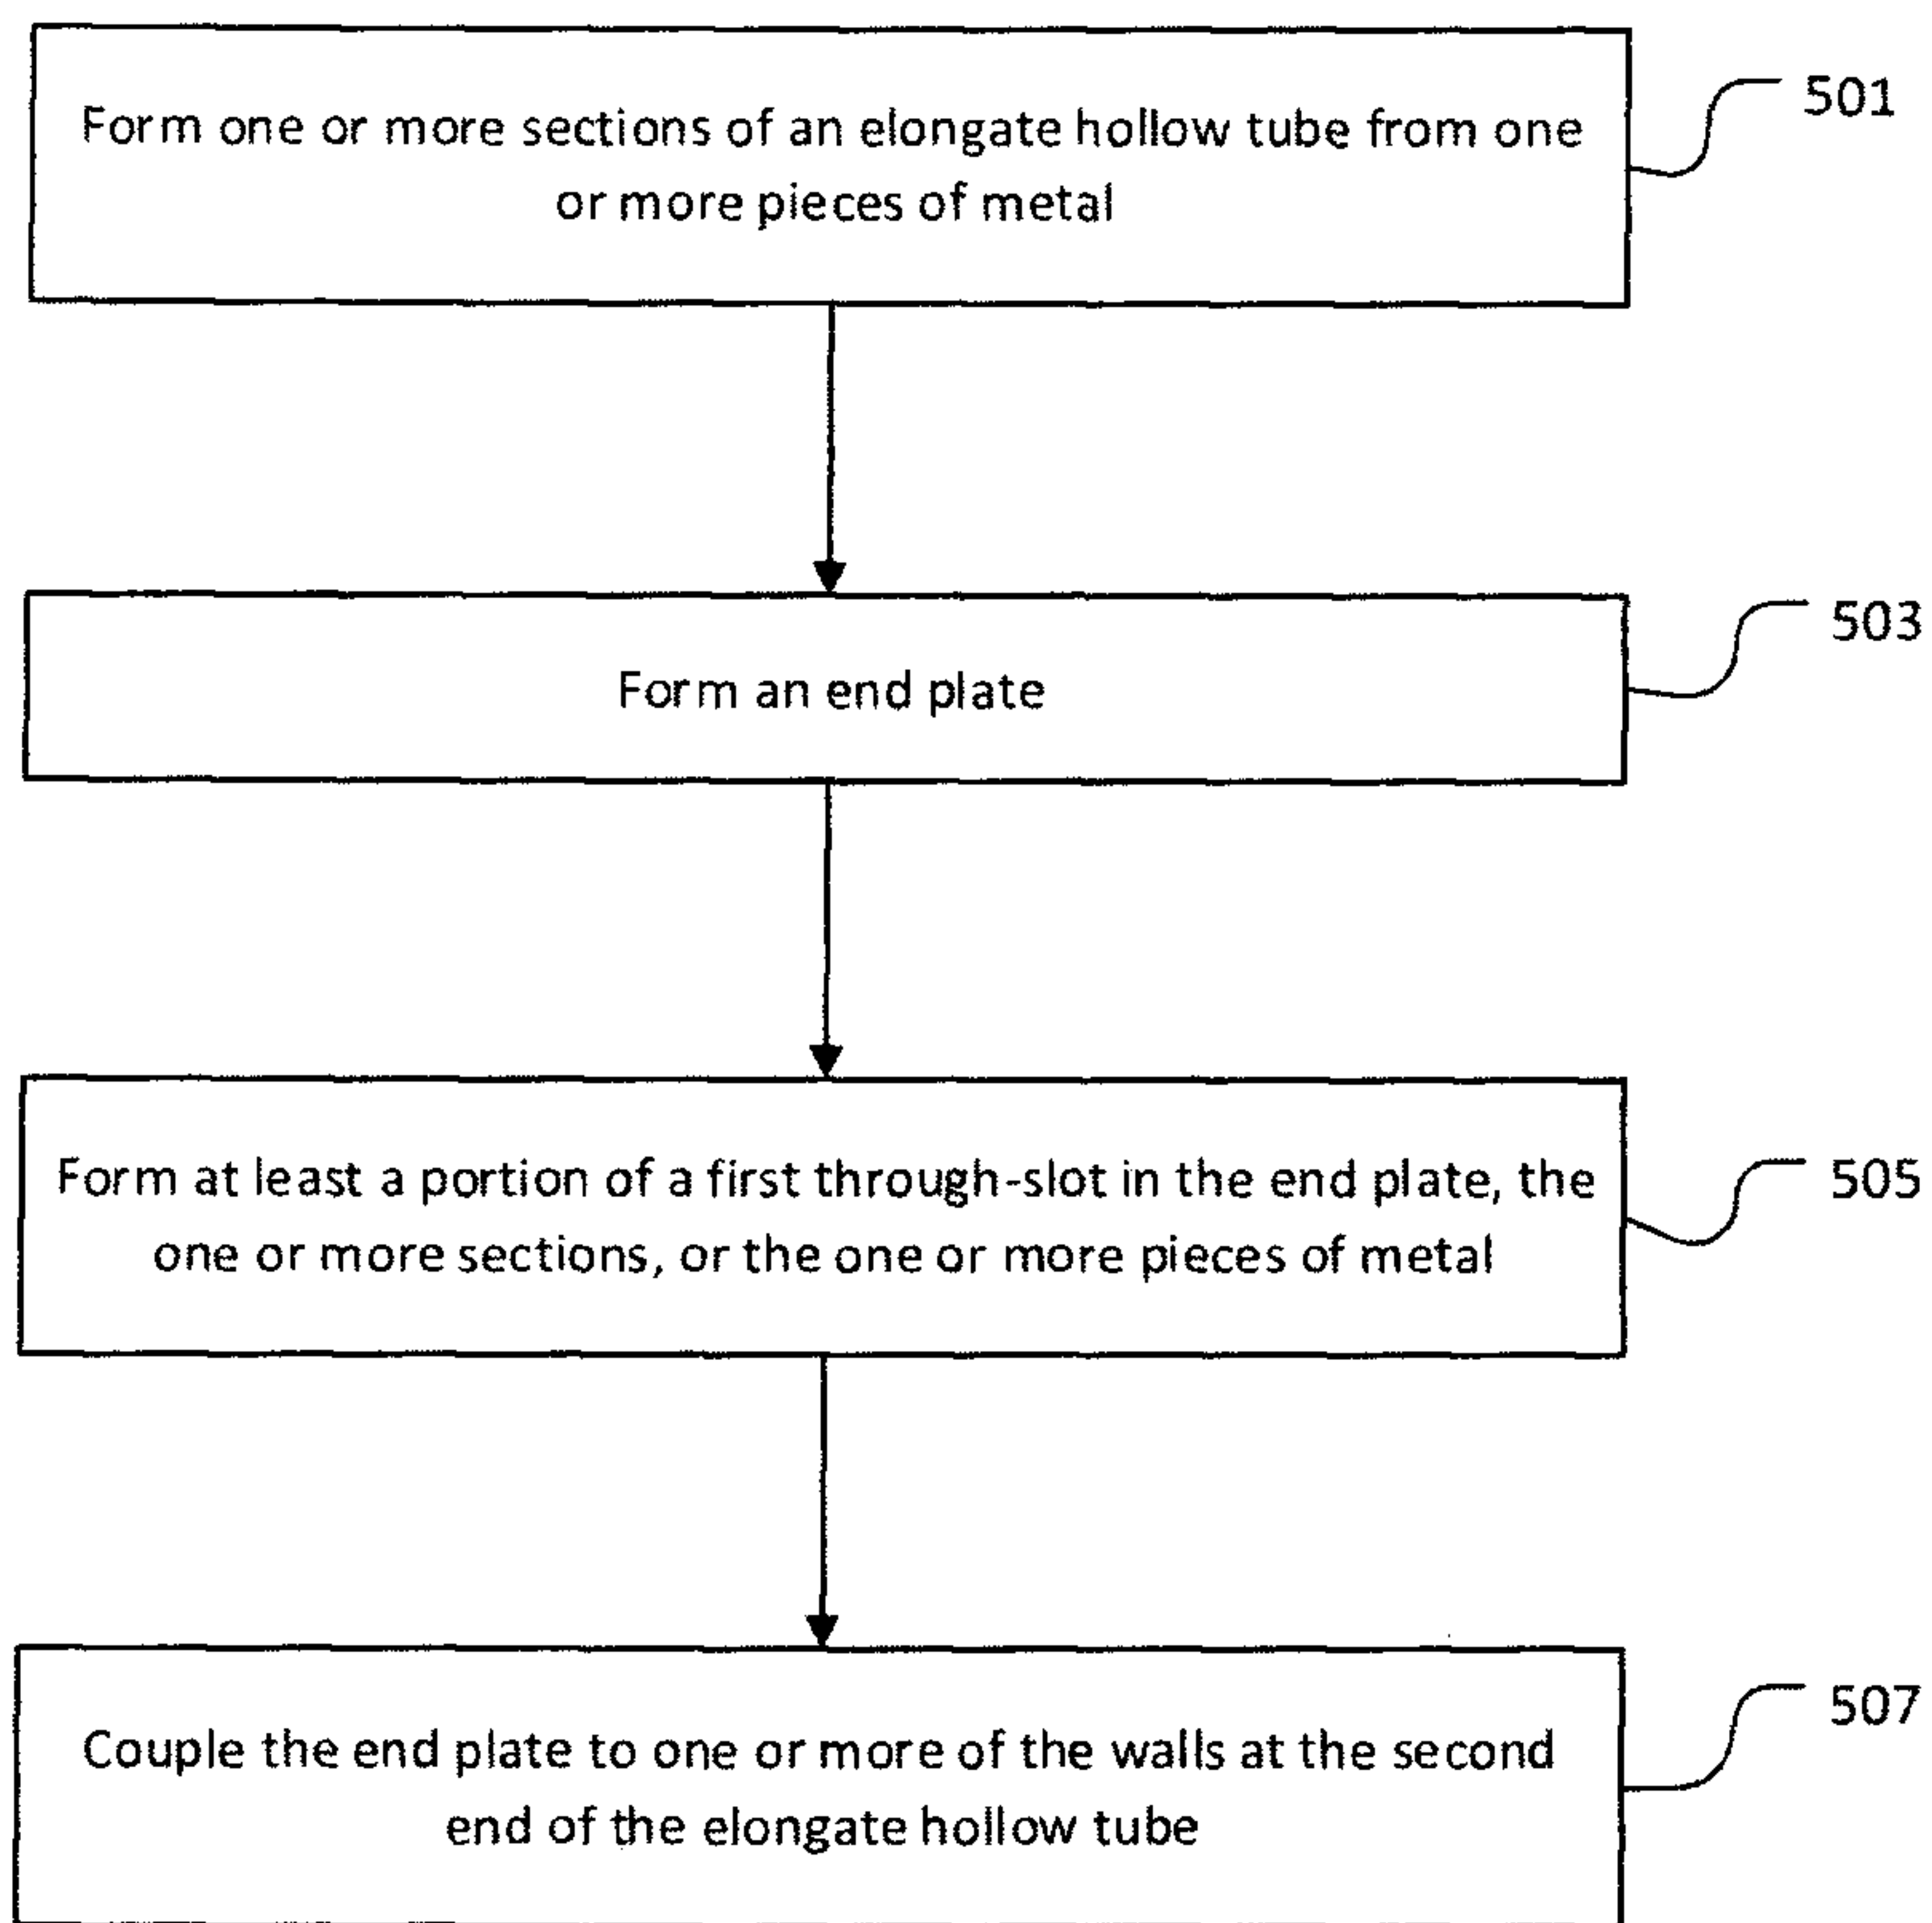 Form one or more sections of an elongate hollow tube from one
or more pieces of metal
501
Form an end plate
503
Form at least a portion of a first through-slot in the end plate, the
one or more sections, or the one or more pieces of metal
505
Couple the end plate to one or more of the walls at the second
end of the elongate hollow tube
507